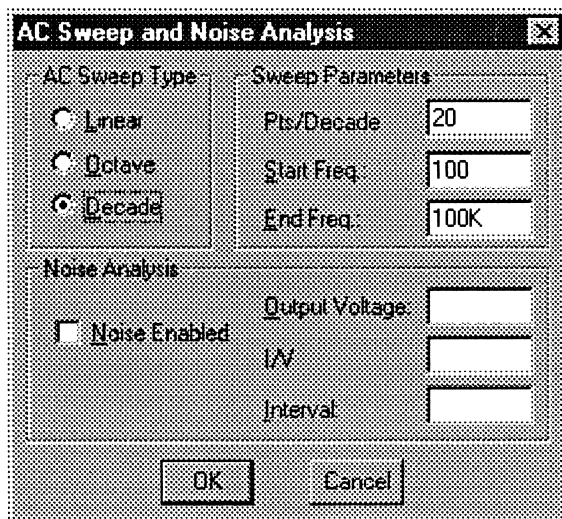 AC Sweep and Noise Analysis
AC Sweep Type
Linear
Octave
Decade
Sweep Parameters
Pts/Decade 20
Start Freq.: 100
End Freq.: 100K
Noise Analysis
Noise Enabled
Output Voltage:
I/V
Interval:
OK Cancel